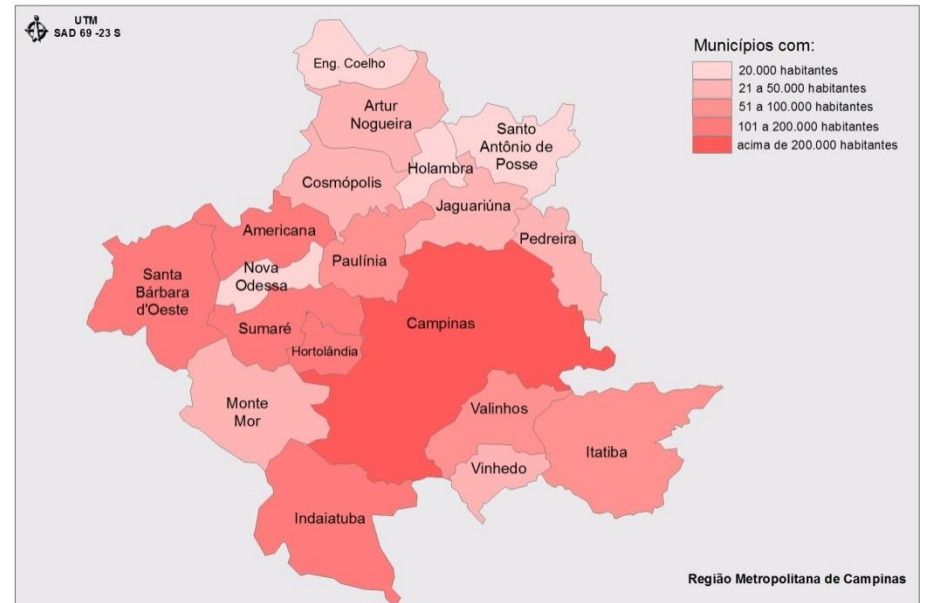 UTM
SAD 69 -23 S
Municípios com:
20.000 habitantes
21 a 50.000 habitantes
51 a 100.000 habitantes
101 a 200.000 habitantes
acima de 200.000 habitantes
Eng. Coelho
Artur
Nogueira
Santo
Antônio de
Posse
Holambra
Cosmópolis
Jaguariúna
Pedreira
Americana
Paulínia
Nova
Odessa
Santa
Bárbara
d'Oeste
Sumaré
Campinas
Hortolândia
Monte
Mor
Valinhos
Itatiba
Vinhedo
Indaiatuba
Região Metropolitana de Campinas